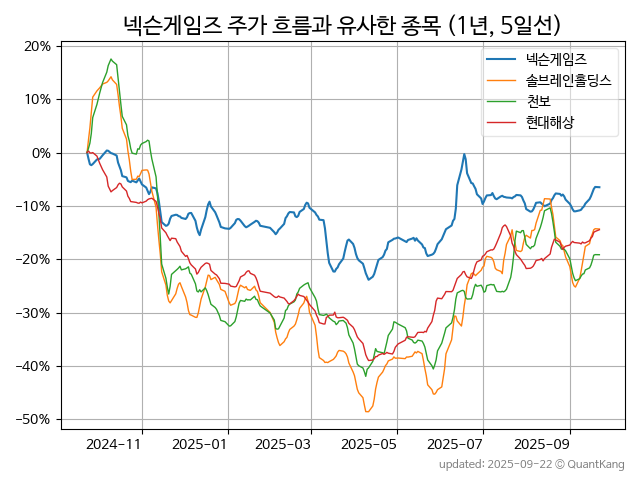 넥슨게임즈 주가 흐름과 유사한 종목 (1년, 5일선)
넥슨게임즈
솔브레인홀딩스
천보
현대해상
20%
10%
0%
−10%
−20%
−30%
−40%
−50%
2024-11 2025-01 2025-03 2025-05 2025-07 2025-09
updated: 2025-09-22 © QuantKang